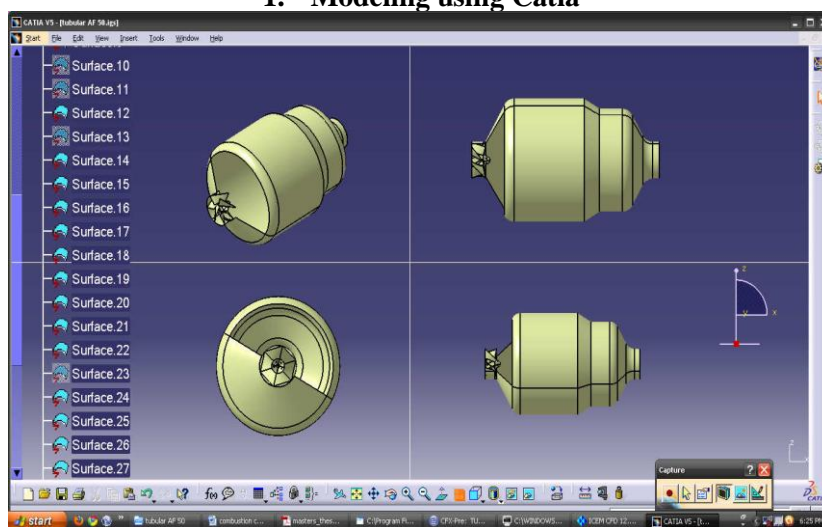 1. Modeling using Catia
CATIA V5 - [tubular AF 50.igs]
Start File Edit View Insert Tools Window Help
Surface.10
Surface.11
Surface.12
Surface.13
Surface.14
Surface.15
Surface.16
Surface.17
Surface.18
Surface.19
Surface.20
Surface.21
Surface.22
Surface.23
Surface.24
Surface.25
Surface.26
Surface.27
z
y x
z
Capture
start tubular AF 50 combustion c... masters_thes... C:\Program Fi... CFX-Pre: TU... C:\WINDOWS... ICEM CFD 12.... CATIA V5 - [t... 6:25